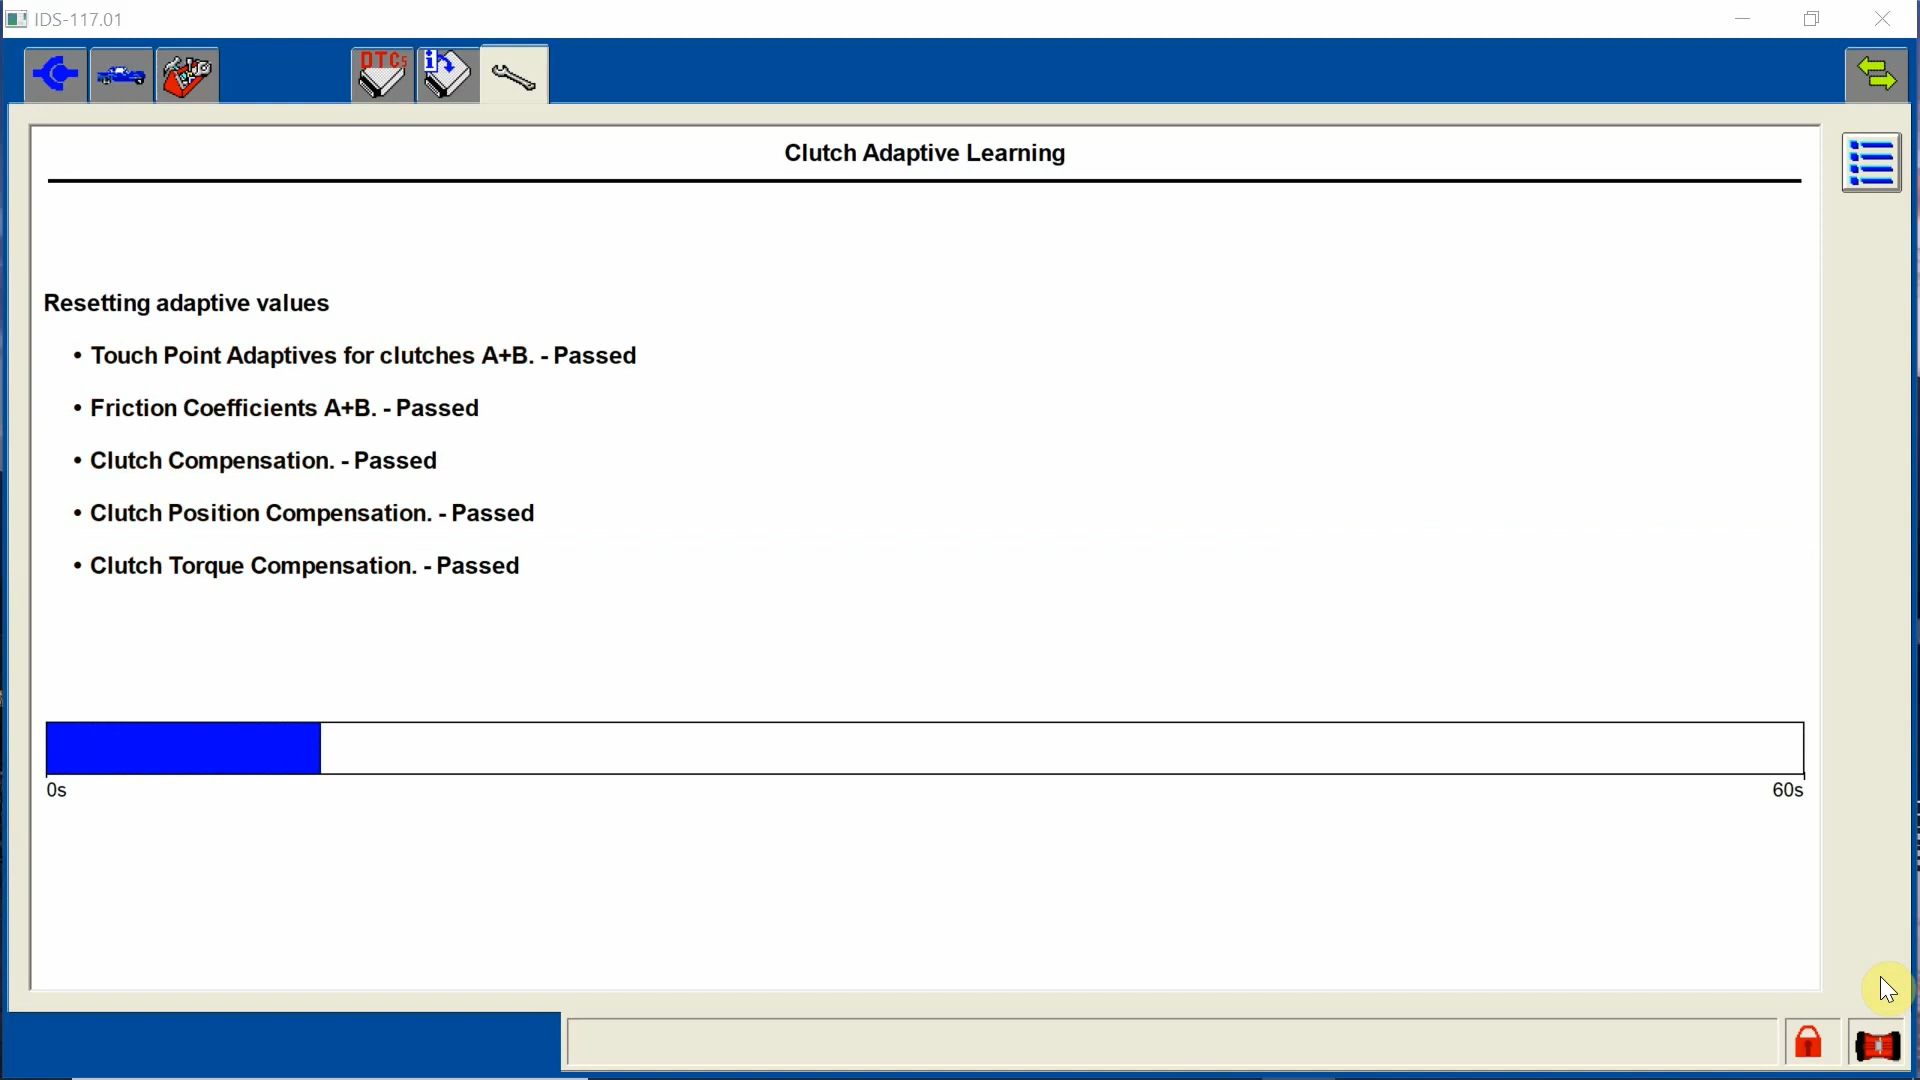 IDS-117.01
DTCs
i
Clutch Adaptive Learning
Resetting adaptive values
• Touch Point Adaptives for clutches A+B. - Passed
• Friction Coefficients A+B. - Passed
• Clutch Compensation. - Passed
• Clutch Position Compensation. - Passed
• Clutch Torque Compensation. - Passed
0s
60s